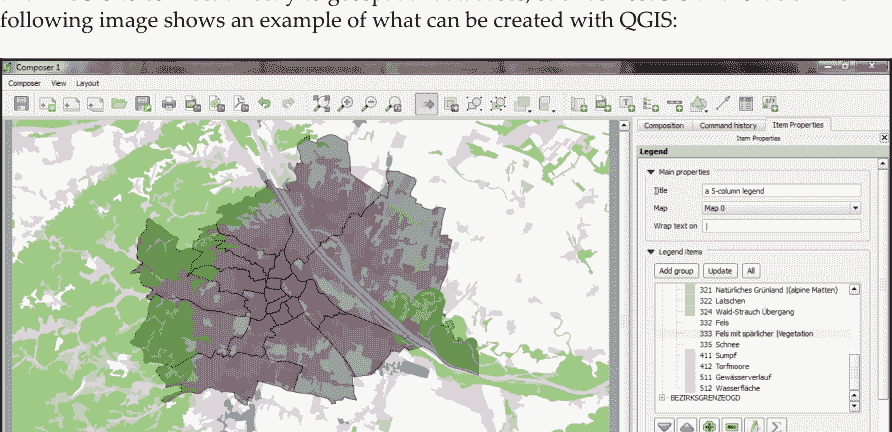 following image shows an example of what can be created with QGIS:
Composer 1
Composer View Layout
Composition Command history Item Properties
Item Properties
Legend
Main properties
Title a 5-column legend
Map Map 0
Wrap text on |
Legend items
Add group Update All
321 Natürliches Grünland |(alpine Matten)
322 Latschen
324 Wald-Strauch Übergang
332 Fels
333 Fels mit spärlicher |Vegetation
335 Schnee
411 Sumpf
412 Torfmoore
511 Gewässerverlauf
512 Wasserfläche
BEZIRKSGRENZEOGD